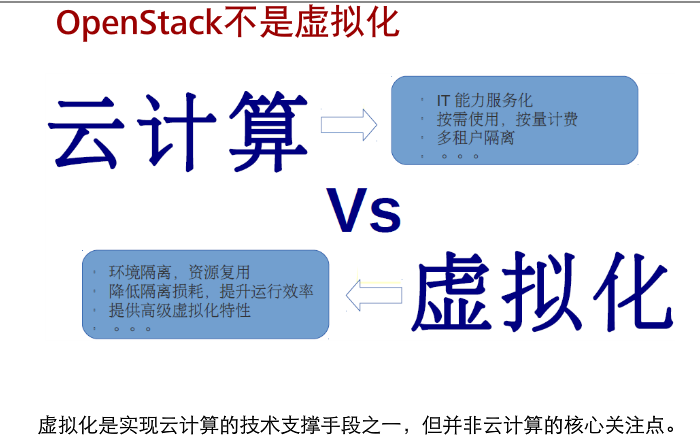 OpenStack不是虚拟化
云计算
IT 能力服务化
按需使用，按量计费
多租户隔离
。。。
Vs
环境隔离，资源复用
降低隔离损耗，提升运行效率
提供高级虚拟化特性
。。。
虚拟化
虚拟化是实现云计算的技术支撑手段之一，但并非云计算的核心关注点。